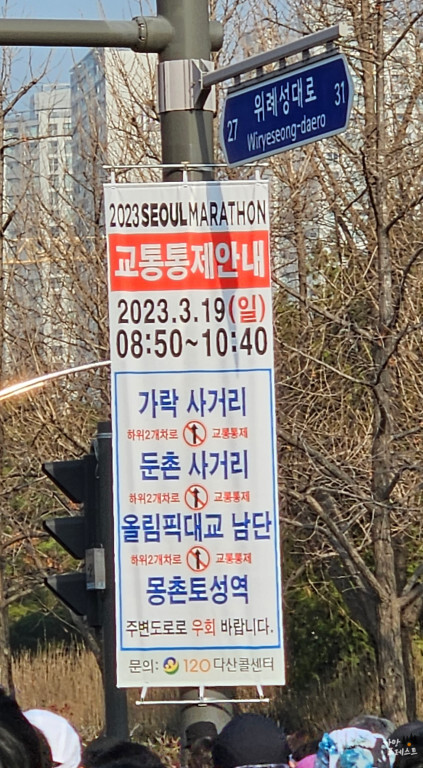 위례성대로
27 Wiryeseong-daero 31
2023SEOULMARATHON
교통통제안내
2023.3.19(일)
08:50~10:40
가락 사거리
하위2개차로 교통통제
둔촌 사거리
하위2개차로 교통통제
올림픽대교 남단
하위2개차로 교통통제
몽촌토성역
주변도로로 우회 바랍니다.
문의: 120 다산콜센터